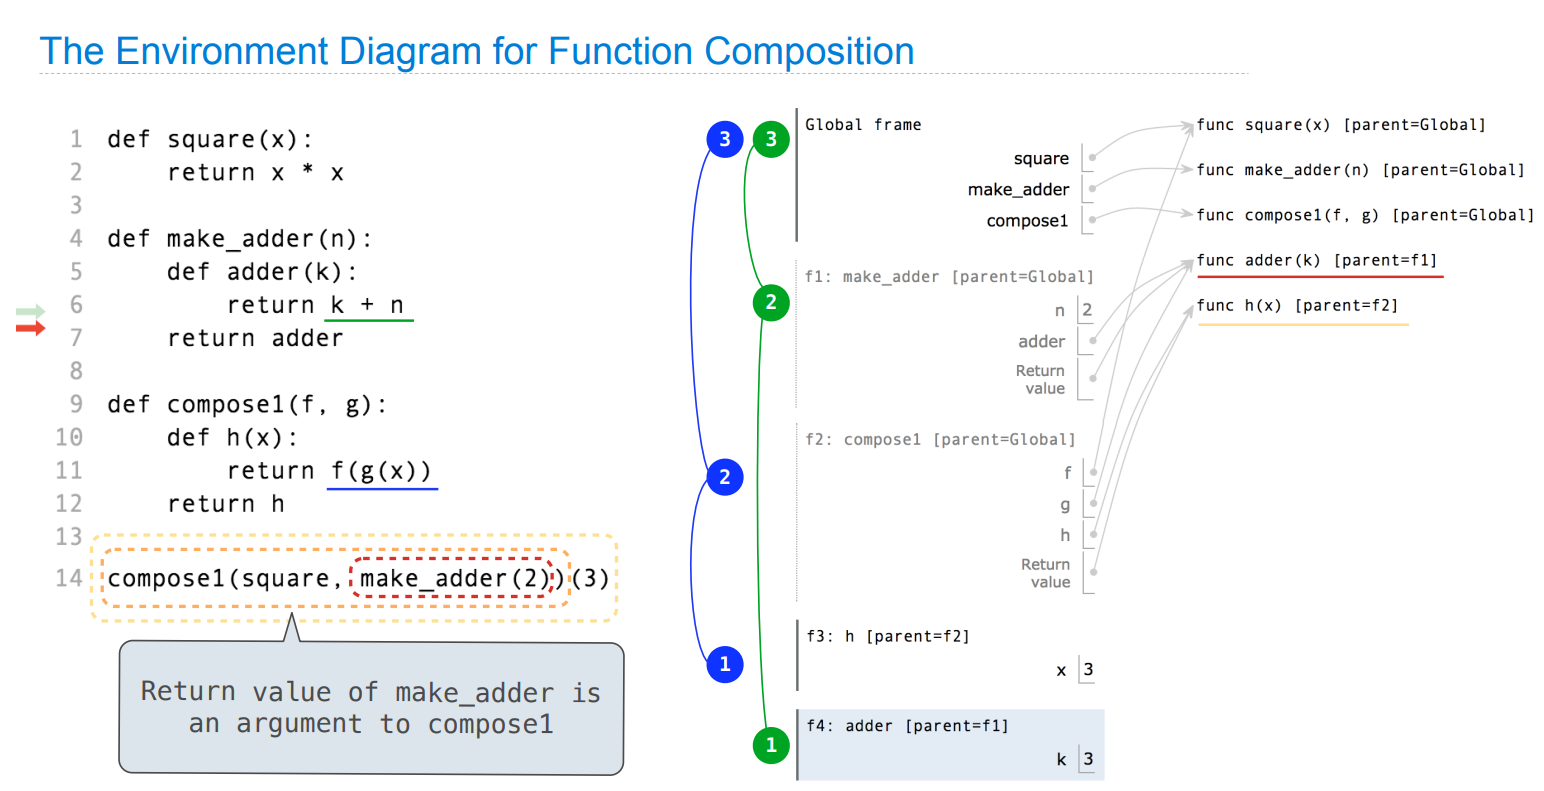 The Environment Diagram for Function Composition
1 def square(x):
2     return x * x
3
4 def make_adder(n):
5     def adder(k):
6         return k + n
7     return adder
8
9 def compose1(f, g):
10     def h(x):
11         return f(g(x))
12     return h
13
14 compose1(square, make_adder(2))(3)
Return value of make_adder is
an argument to compose1
3
2
1
3
2
1
Global frame
square
make_adder
compose1
f1: make_adder [parent=Global]
n 2
adder
Return
value
f2: compose1 [parent=Global]
f
g
h
Return
value
f3: h [parent=f2]
x 3
f4: adder [parent=f1]
k 3
func square(x) [parent=Global]
func make_adder(n) [parent=Global]
func compose1(f, g) [parent=Global]
func adder(k) [parent=f1]
func h(x) [parent=f2]